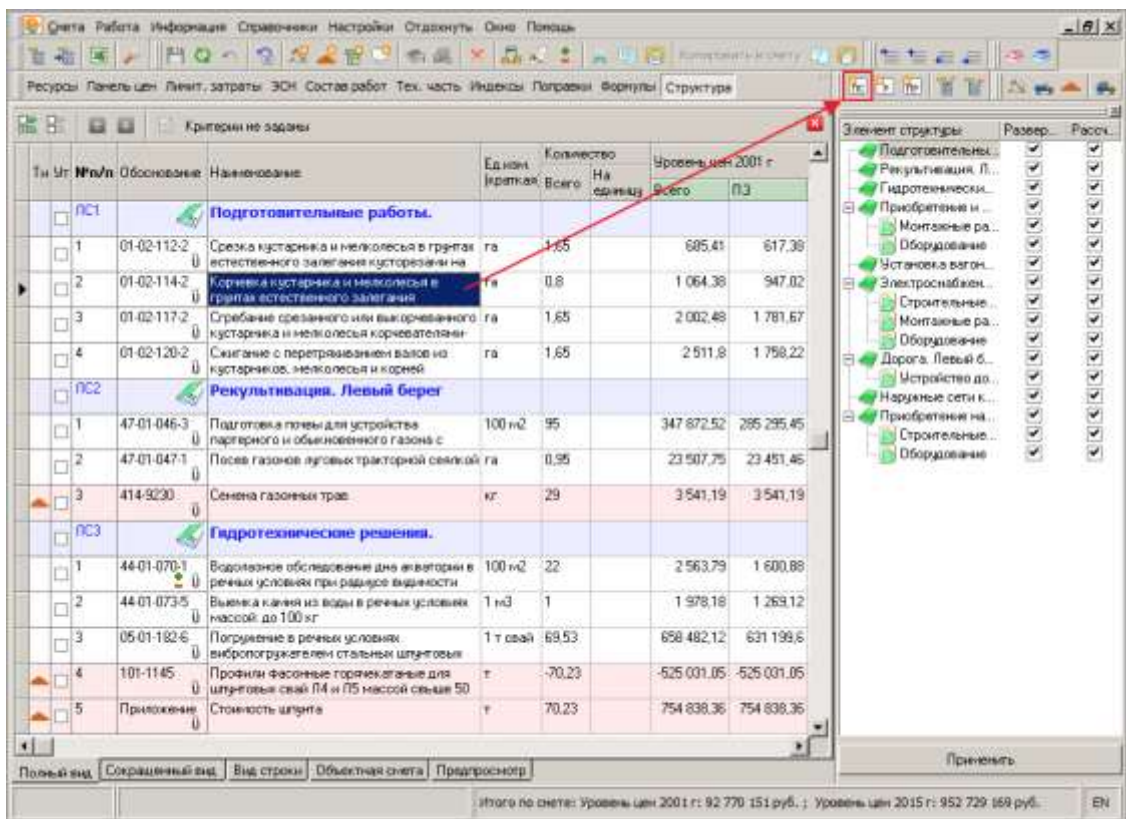 Счета Работа Информация Справочники Настройки Отдохнуть Окно Помощь
Ресурсы Панель цен Лимит. затраты ЗСН Состав работ Тех. часть Индексы Поправки Формулы Структура
Критерии не заданы
Ти Уг №п/п Обоснование Наименование Ед.изм. (краткая) Количество Всего На единицу Уровень цен 2001 г. Всего ПЗ
ПС1 Подготовительные работы.
1 01-02-112-2 Срезка кустарника и мелколесья в грунтах га 1,65 685,41 617,38
естественного залегания кусторезами на
2 01-02-114-2 Корчевка кустарника и мелколесья в га 0,8 1 064,38 947,02
грунтах естественного залегания
3 01-02-117-2 Сгребание срезанного или выкорчеванного га 1,65 2 002,48 1 781,67
кустарника и мелколесья корчевателями-
4 01-02-120-2 Сжигание с перетряхиванием валов из га 1,65 2 511,8 1 758,22
кустарников, мелколесья и корней
ПС2 Рекультивация. Левый берег
1 47-01-046-3 Подготовка почвы для устройства 100 м2 95 347 872,52 285 295,45
партерного и обыкновенного газона с
2 47-01-047-1 Посев газонов луговых тракторной сеялкой га 0,95 23 507,75 23 451,46
3 414-9230 Семена газонных трав кг 29 3 541,19 3 541,19
ПС3 Гидротехнические решения.
1 44-01-070-1 Водолазное обследование дна акватории в 100 м2 22 2 563,79 1 600,88
речных условиях при радиусе видимости
2 44-01-073-5 Выемка камня из воды в речных условиях 1 м3 1 1 978,18 1 269,12
массой: до 100 кг
3 05-01-182-6 Погружение в речных условиях 1 т свай 69,53 658 482,12 631 199,6
вибропогружателем стальных шпунтовых
4 101-1145 Профили фасонные горячекатаные для т -70,23 -525 031,05 -525 031,05
шпунтовых свай Л4 и Л5 массой свыше 50
5 Приложение Стоимость шпунта т 70,23 754 838,36 754 838,36
Полный вид Сокращенный вид Вид строки Объектная смета Предпросмотр
Элемент структуры Развер... Рассч...
Подготовительны...
Рекультивация. Л...
Гидротехнически...
Приобретение и ...
Монтажные ра...
Оборудование
Установка вагон...
Электроснабжен...
Строительные...
Монтажные ра...
Оборудование
Дорога. Левый б...
Устройство до...
Наружные сети к...
Приобретение на...
Строительные...
Оборудование
Применить
Итого по смете: Уровень цен 2001 г: 92 770 151 руб. ; Уровень цен 2015 г: 952 729 169 руб. EN